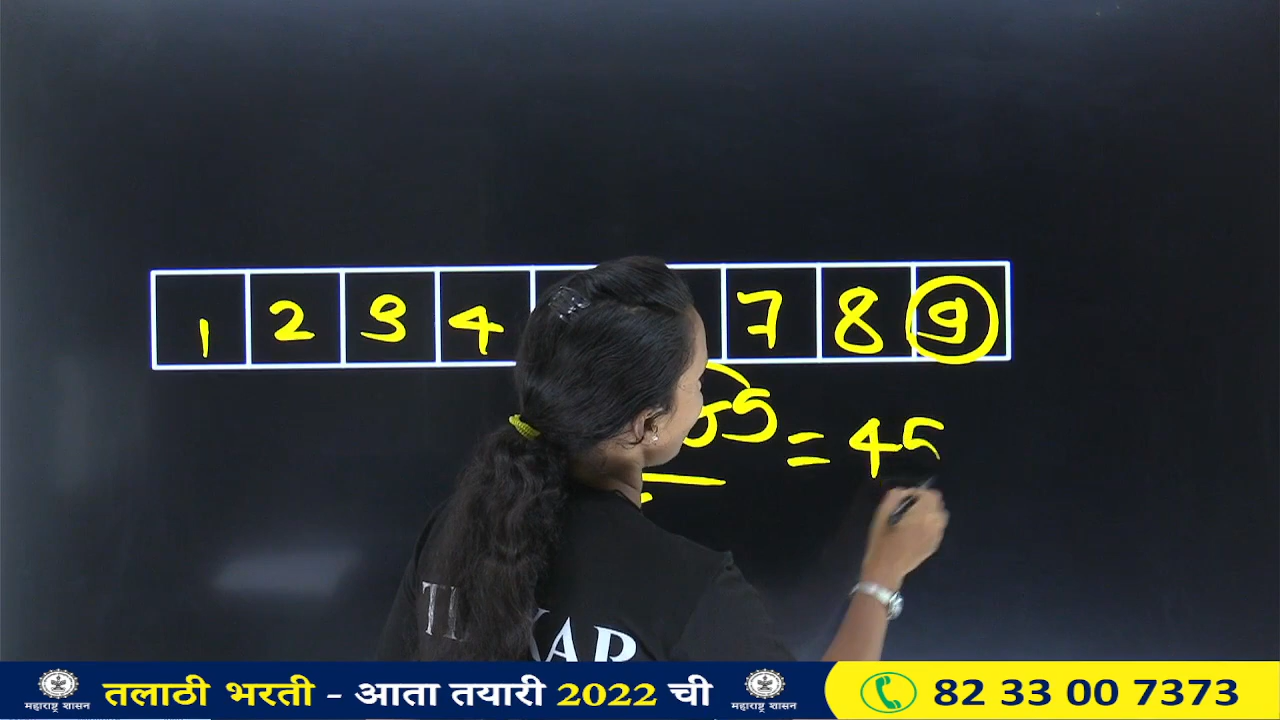 1 2 3 4 7 8 9
5 = 45
महाराष्ट्र शासन तलाठी भरती - आता तयारी 2022 ची महाराष्ट्र शासन 82 33 00 7373